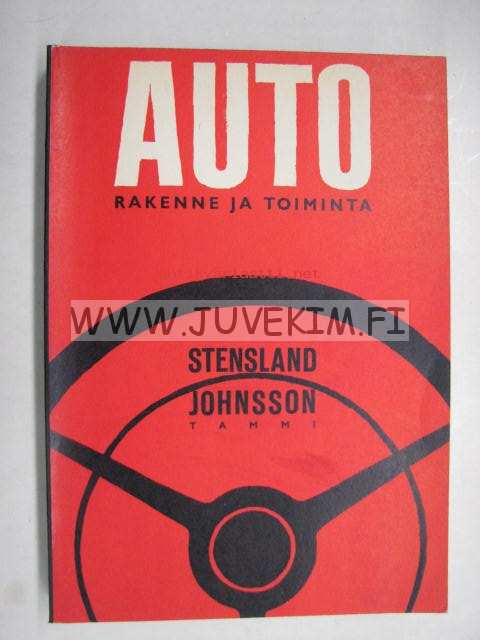 AUTO
RAKENNE JA TOIMINTA
WWW.JUVEKIM.FI
STENSLAND
JOHNSSON
TAMMI